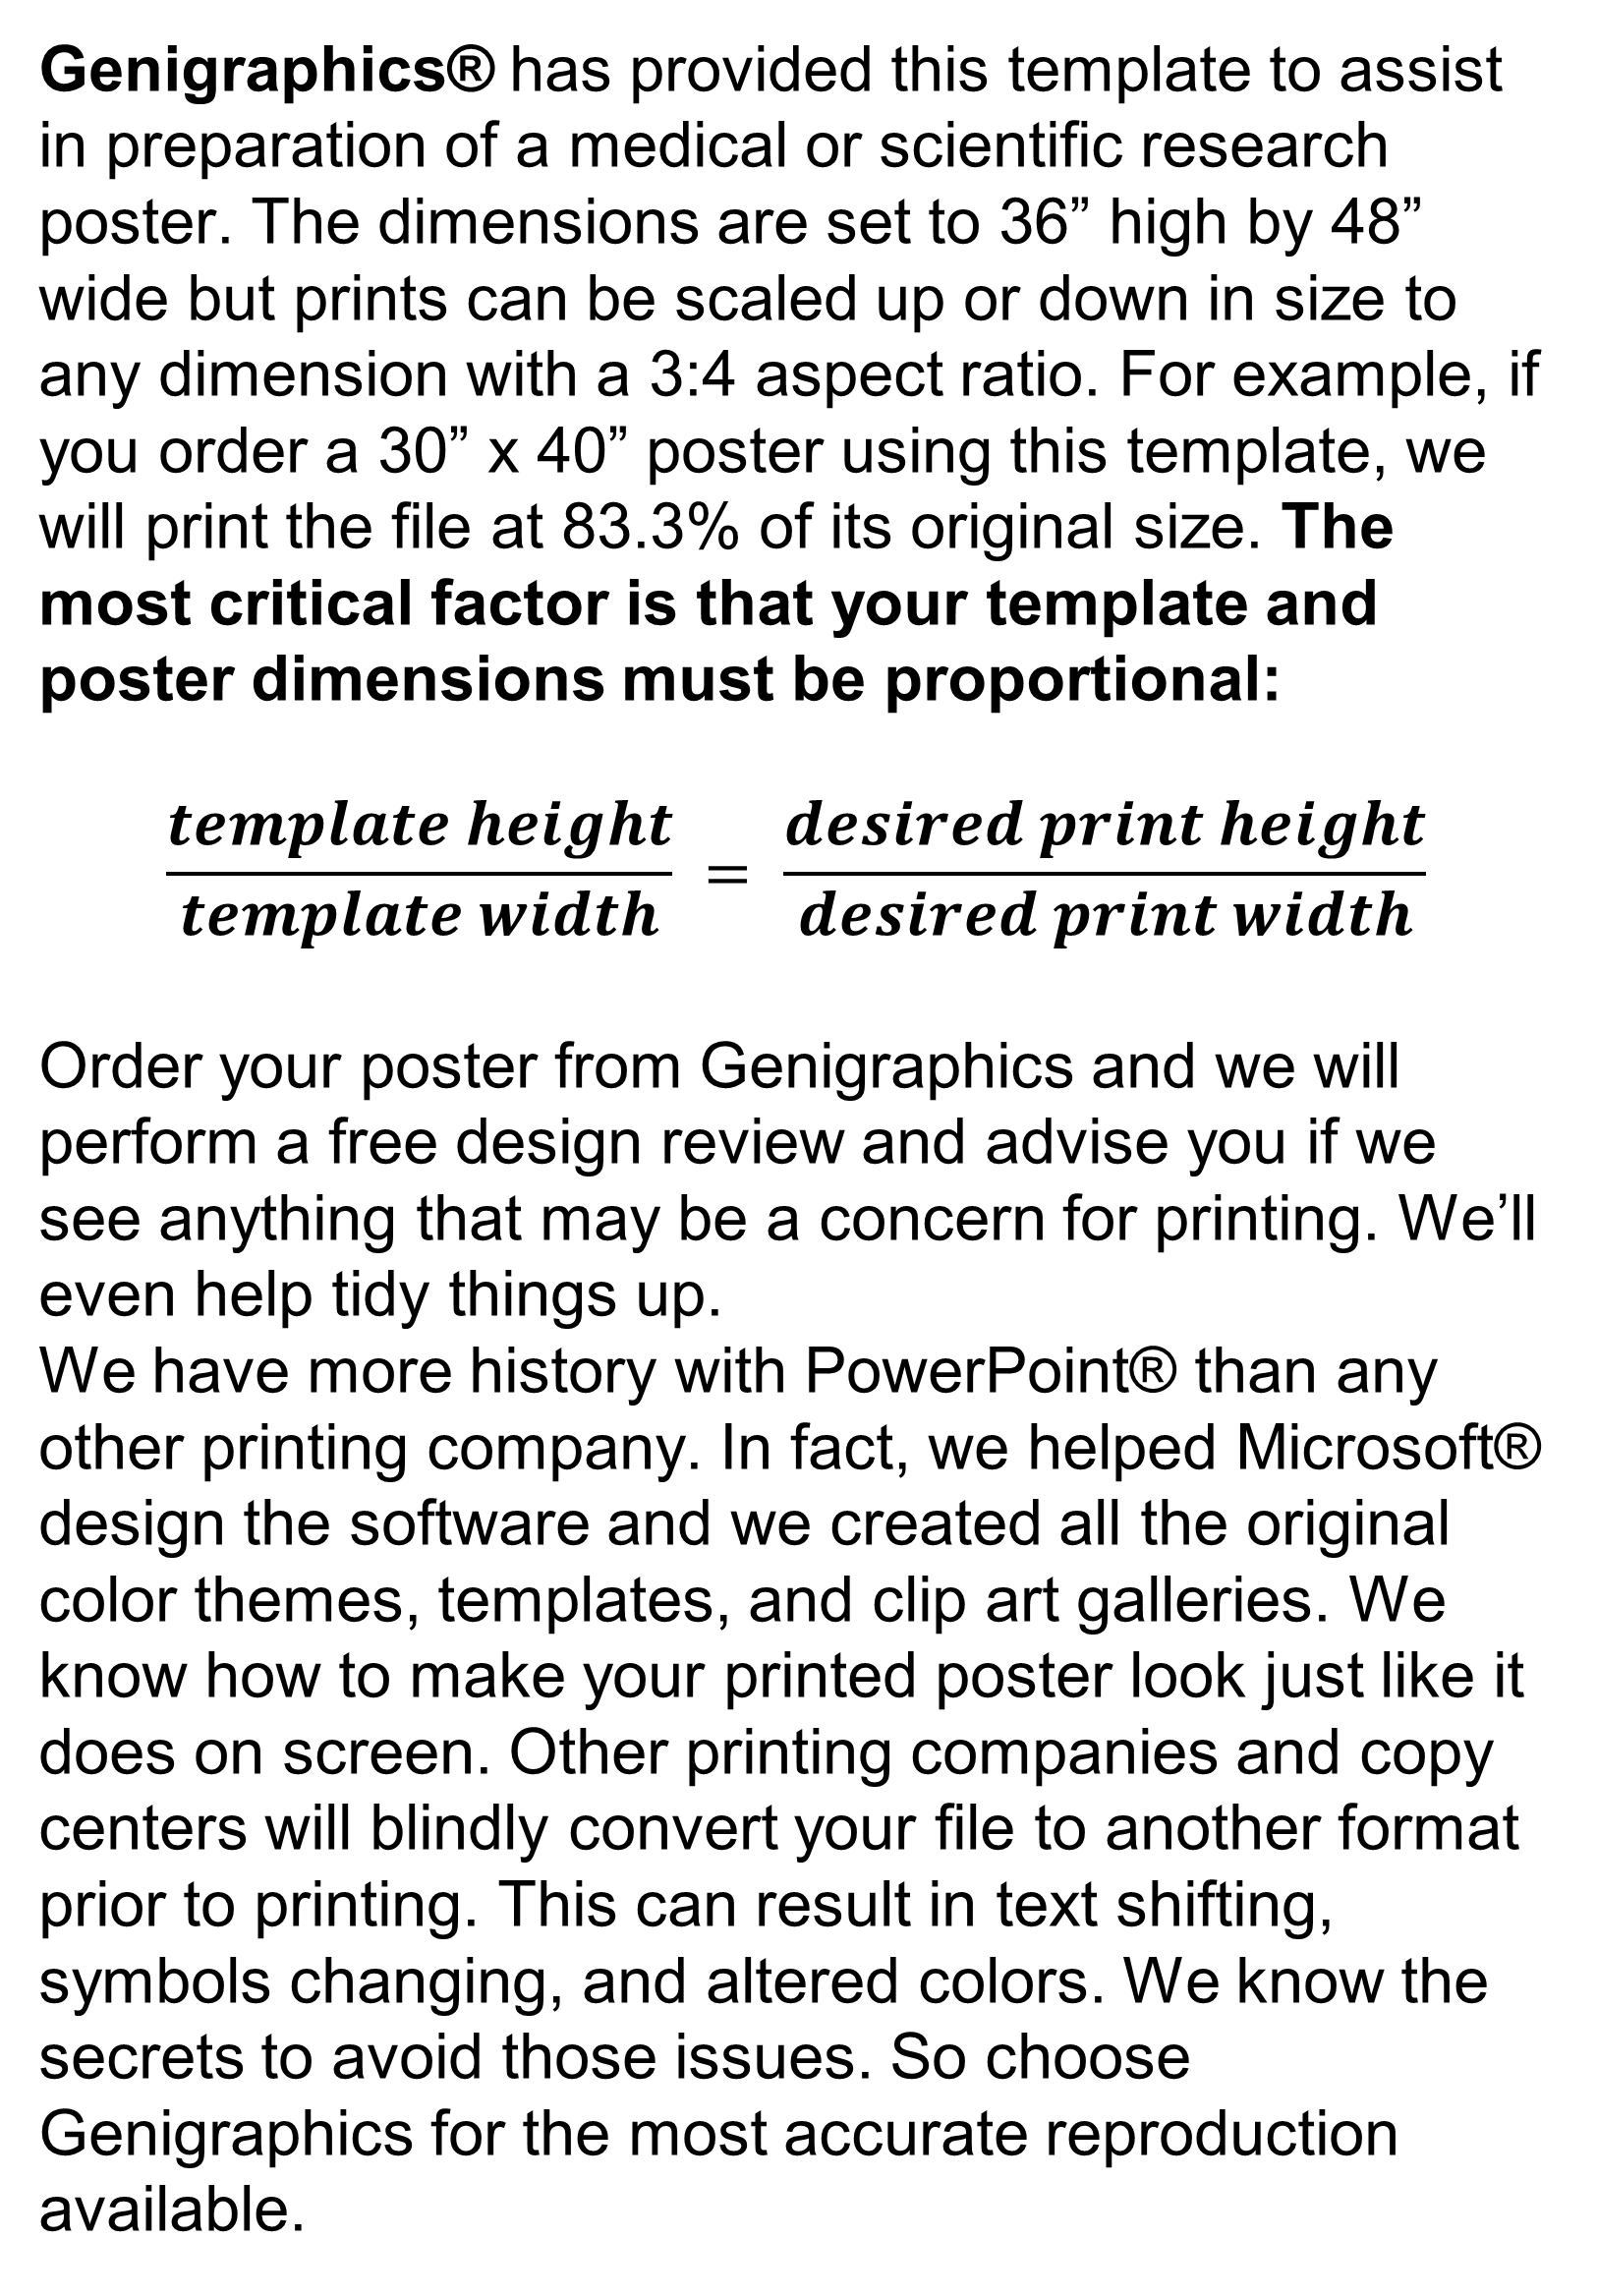 Genigraphics® has provided this template to assist
in preparation of a medical or scientific research
poster. The dimensions are set to 36” high by 48”
wide but prints can be scaled up or down in size to
any dimension with a 3:4 aspect ratio. For example, if
you order a 30” x 40” poster using this template, we
will print the file at 83.3% of its original size. The
most critical factor is that your template and
poster dimensions must be proportional:
template height / template width = desired print height / desired print width
Order your poster from Genigraphics and we will
perform a free design review and advise you if we
see anything that may be a concern for printing. We’ll
even help tidy things up.
We have more history with PowerPoint® than any
other printing company. In fact, we helped Microsoft®
design the software and we created all the original
color themes, templates, and clip art galleries. We
know how to make your printed poster look just like it
does on screen. Other printing companies and copy
centers will blindly convert your file to another format
prior to printing. This can result in text shifting,
symbols changing, and altered colors. We know the
secrets to avoid those issues. So choose
Genigraphics for the most accurate reproduction
available.